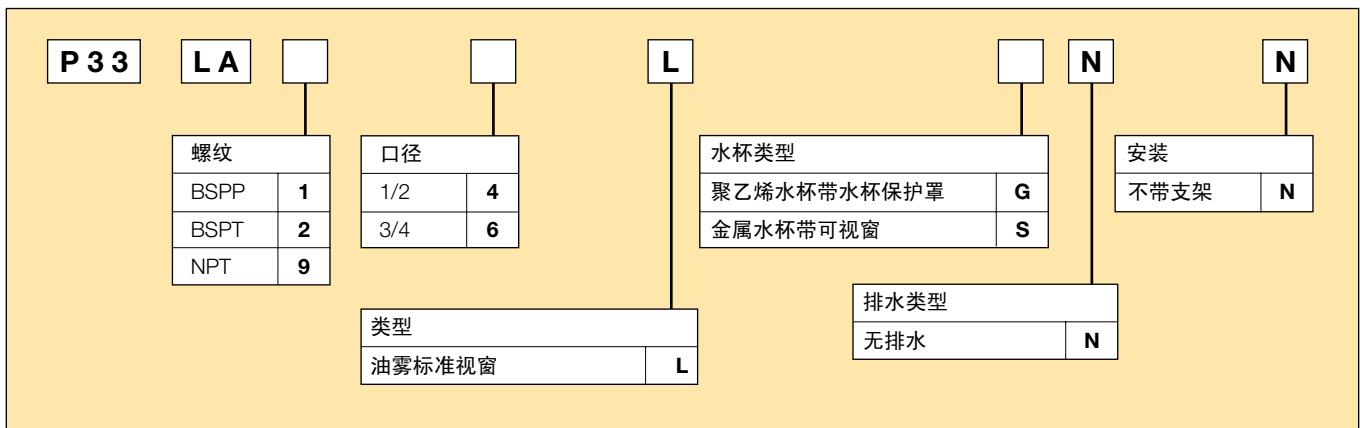 P33 LA L N N
螺纹
BSPP 1
BSPT 2
NPT 9
口径
1/2 4
3/4 6
水杯类型
聚乙烯水杯带水杯保护罩 G
金属水杯带可视窗 S
安装
不带支架 N
类型
油雾标准视窗 L
排水类型
无排水 N